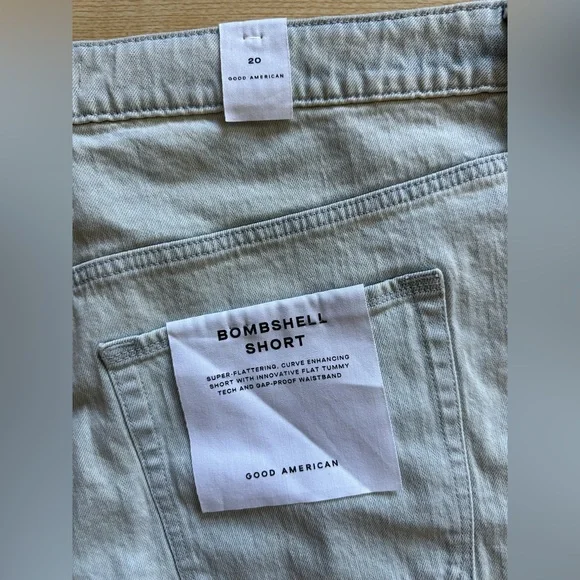 20
GOOD AMERICAN
BOMBSHELL
SHORT
SUPER-FLATTERING, CURVE ENHANCING
SHORT WITH INNOVATIVE FLAT TUMMY
TECH AND GAP-PROOF WAISTBAND
GOOD AMERICAN